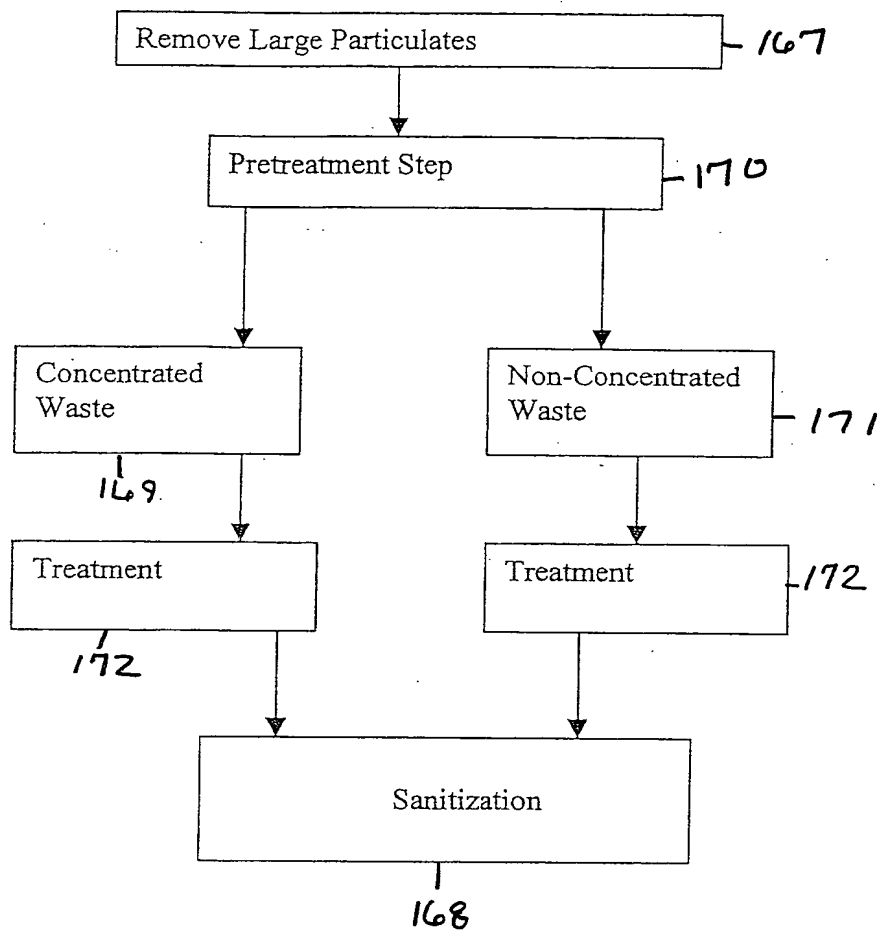 Remove Large Particulates
167
Pretreatment Step
170
Concentrated
Waste
169
Non-Concentrated
Waste
171
Treatment
172
Treatment
172
Sanitization
168